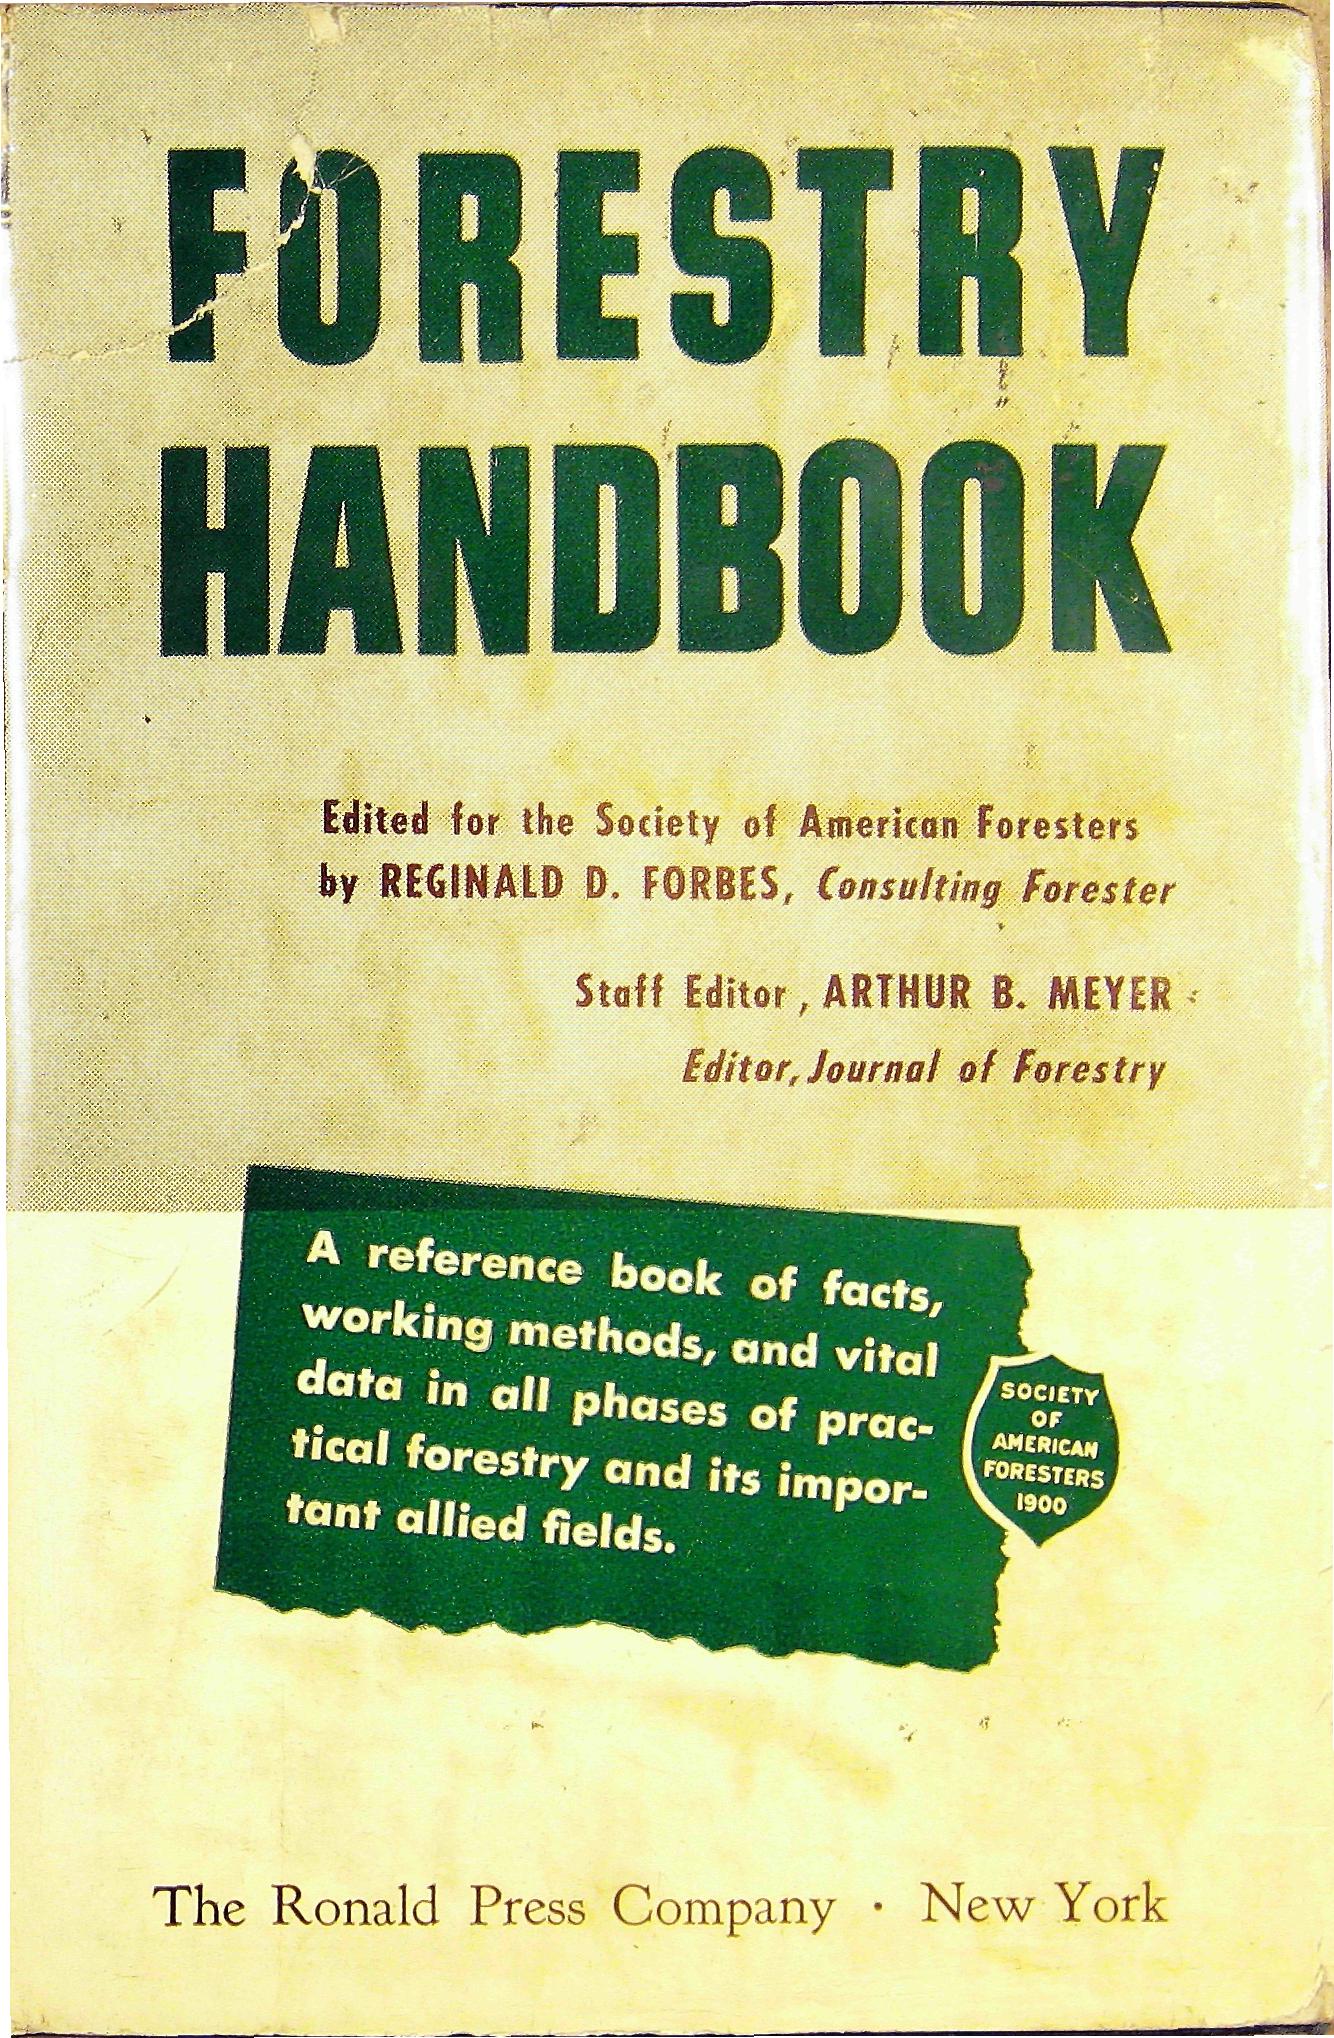 FORESTRY
HANDBOOK
Edited for the Society of American Foresters
by REGINALD D. FORBES, Consulting Forester
Staff Editor, ARTHUR B. MEYER
Editor, Journal of Forestry
A reference book of facts,
working methods, and vital
data in all phases of prac-
tical forestry and its impor-
tant allied fields.
SOCIETY
OF
AMERICAN
FORESTERS
1900
The Ronald Press Company · New York